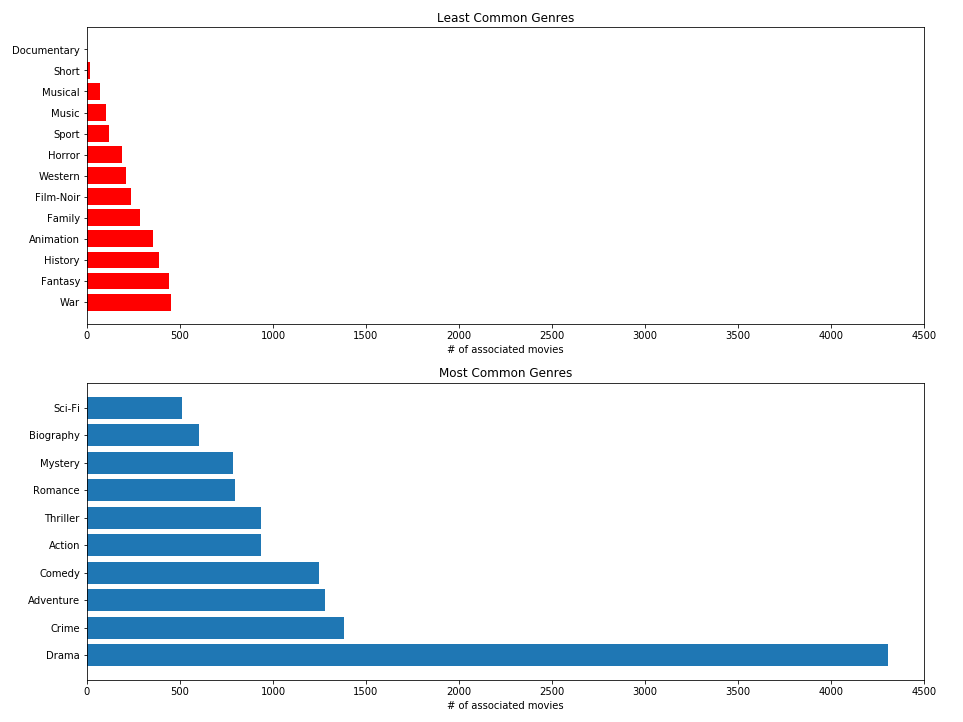 Least Common Genres
Documentary
Short
Musical
Music
Sport
Horror
Western
Film-Noir
Family
Animation
History
Fantasy
War
0 500 1000 1500 2000 2500 3000 3500 4000 4500
# of associated movies
Most Common Genres
Sci-Fi
Biography
Mystery
Romance
Thriller
Action
Comedy
Adventure
Crime
Drama
0 500 1000 1500 2000 2500 3000 3500 4000 4500
# of associated movies